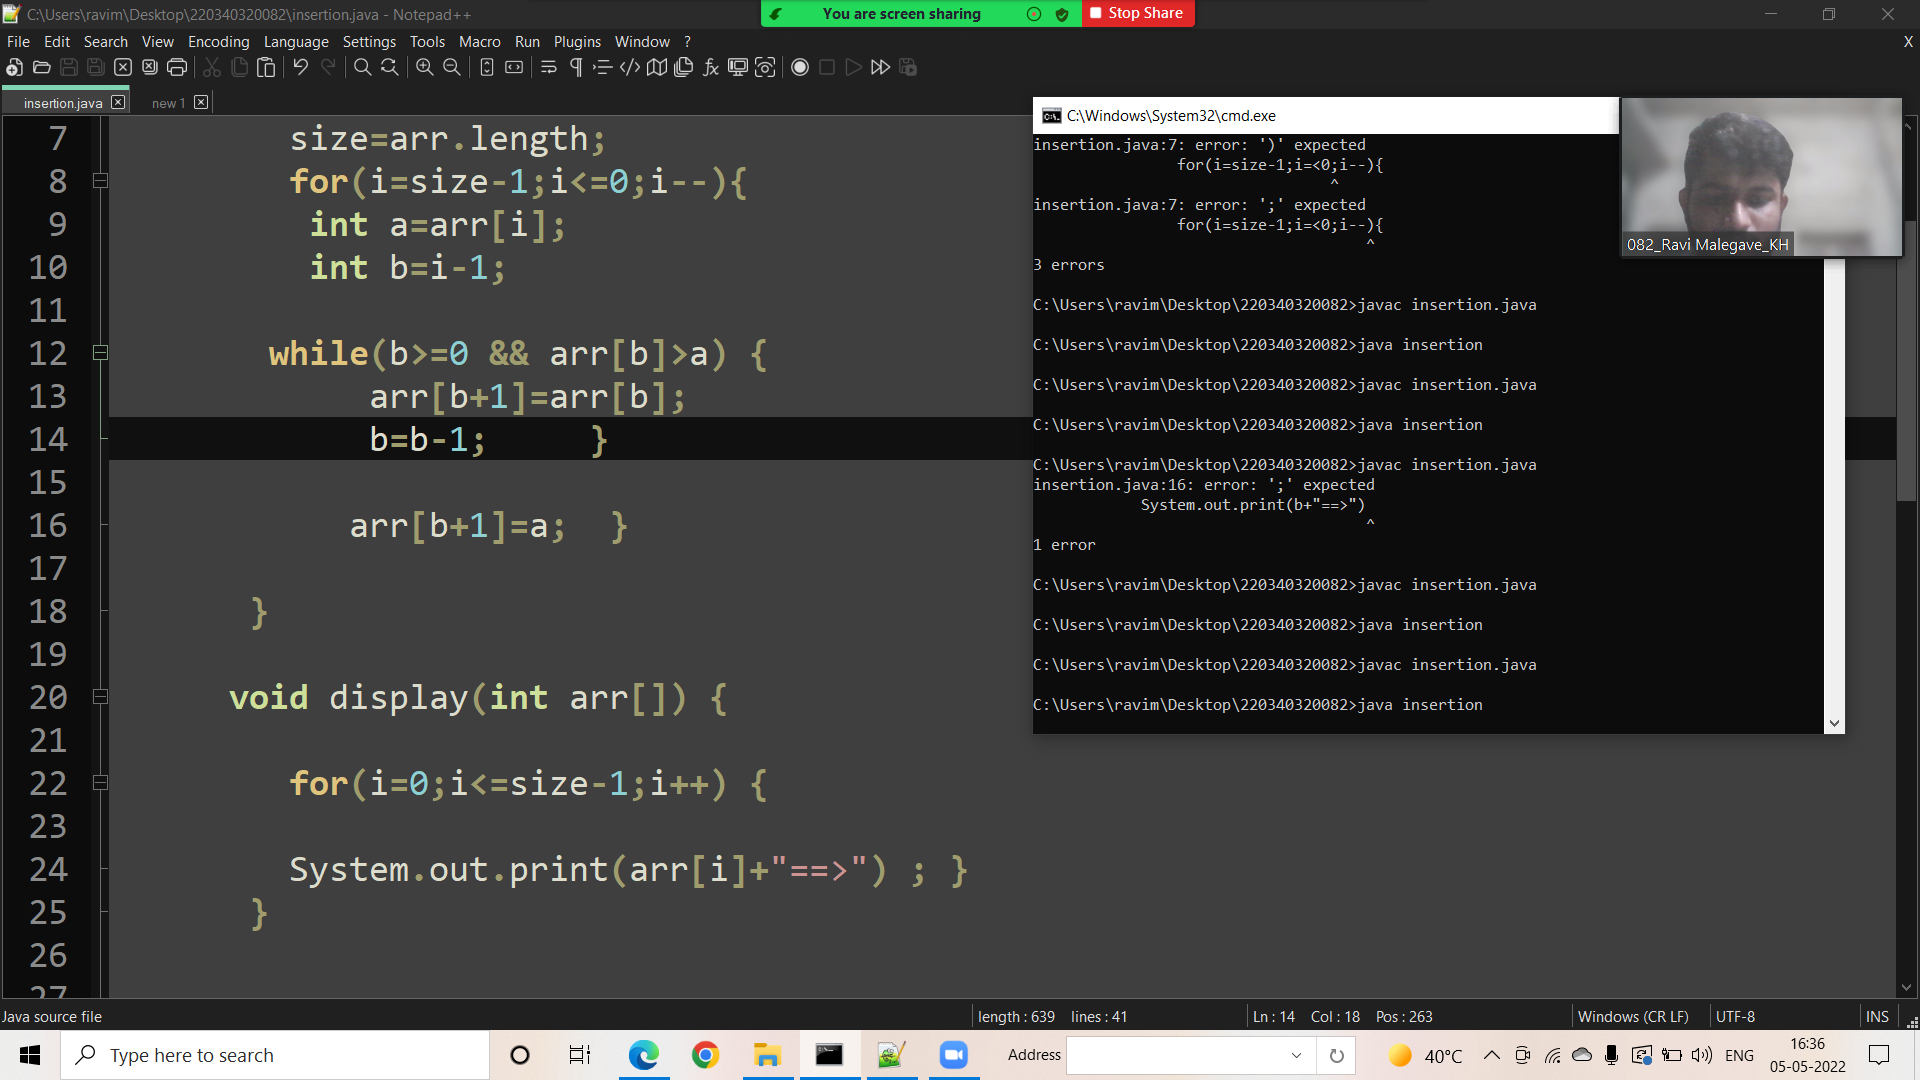 C:\Users\ravim\Desktop\220340320082\insertion.java - Notepad++
You are screen sharing
Stop Share
File Edit Search View Encoding Language Settings Tools Macro Run Plugins Window ?
X
insertion.java
new 1
7 size=arr.length;
8 for(i=size-1;i<=0;i--){
9 int a=arr[i];
10 int b=i-1;
11
12 while(b>=0 && arr[b]>a) {
13 arr[b+1]=arr[b];
14 b=b-1; }
15
16 arr[b+1]=a; }
17
18 }
19
20 void display(int arr[]) {
21
22 for(i=0;i<=size-1;i++) {
23
24 System.out.print(arr[i]+"==>") ; }
25 }
26
27
C:\Windows\System32\cmd.exe
insertion.java:7: error: ')' expected
for(i=size-1;i=<0;i--){
^
insertion.java:7: error: ';' expected
for(i=size-1;i=<0;i--){
^
3 errors
C:\Users\ravim\Desktop\220340320082>javac insertion.java
C:\Users\ravim\Desktop\220340320082>java insertion
C:\Users\ravim\Desktop\220340320082>javac insertion.java
C:\Users\ravim\Desktop\220340320082>java insertion
C:\Users\ravim\Desktop\220340320082>javac insertion.java
insertion.java:16: error: ';' expected
System.out.print(b+"==>")
^
1 error
C:\Users\ravim\Desktop\220340320082>javac insertion.java
C:\Users\ravim\Desktop\220340320082>java insertion
C:\Users\ravim\Desktop\220340320082>javac insertion.java
C:\Users\ravim\Desktop\220340320082>java insertion
082_Ravi Malegave_KH
Java source file
length : 639 lines : 41
Ln : 14 Col : 18 Pos : 263
Windows (CR LF)
UTF-8
INS
Type here to search
Address
40°C
ENG
16:36
05-05-2022